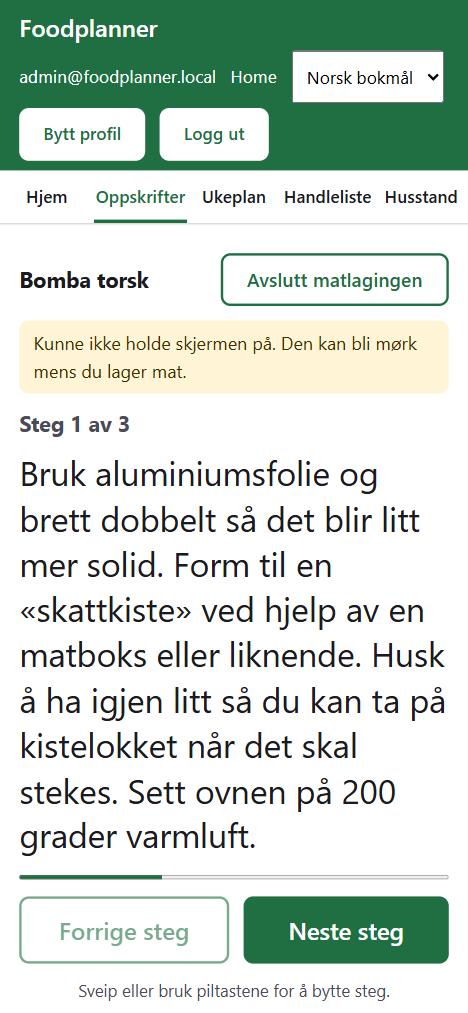 Foodplanner
admin@foodplanner.local Home Norsk bokmål
Bytt profil Logg ut
Hjem Oppskrifter Ukeplan Handleliste Husstand
Bomba torsk Avslutt matlagingen
Kunne ikke holde skjermen på. Den kan bli mørk
mens du lager mat.
Steg 1 av 3
Bruk aluminiumsfolie og
brett dobbelt så det blir litt
mer solid. Form til en
«skattkiste» ved hjelp av en
matboks eller liknende. Husk
å ha igjen litt så du kan ta på
kistelokket når det skal
stekes. Sett ovnen på 200
grader varmluft.
Forrige steg Neste steg
Sveip eller bruk piltastene for å bytte steg.